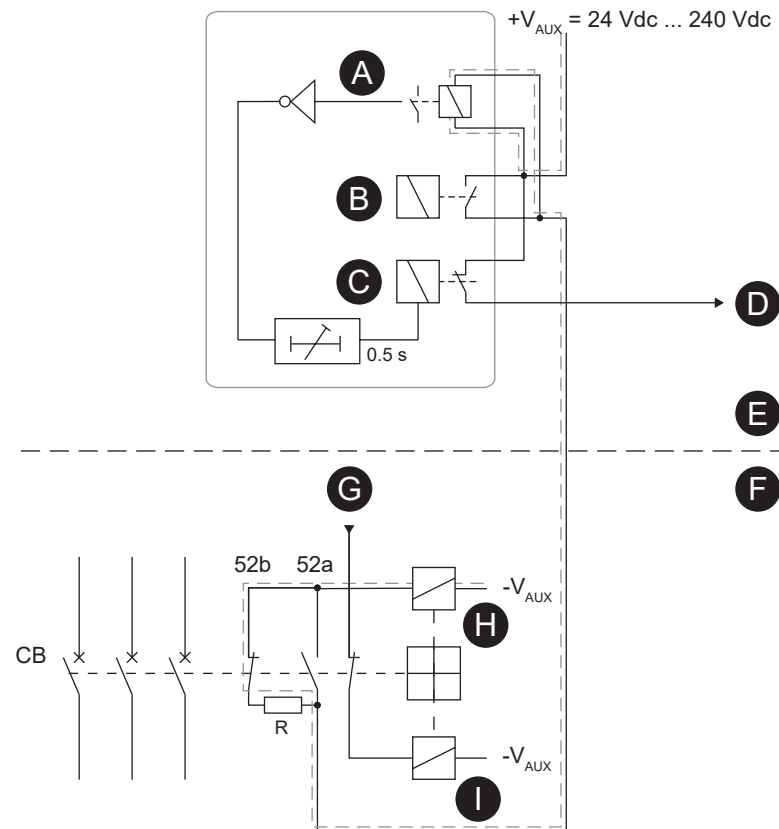 +VAUX = 24 Vdc ... 240 Vdc
A
B
C
D
0.5 s
E
F
G
52b 52a
-VAUX
H
CB
R
-VAUX
I